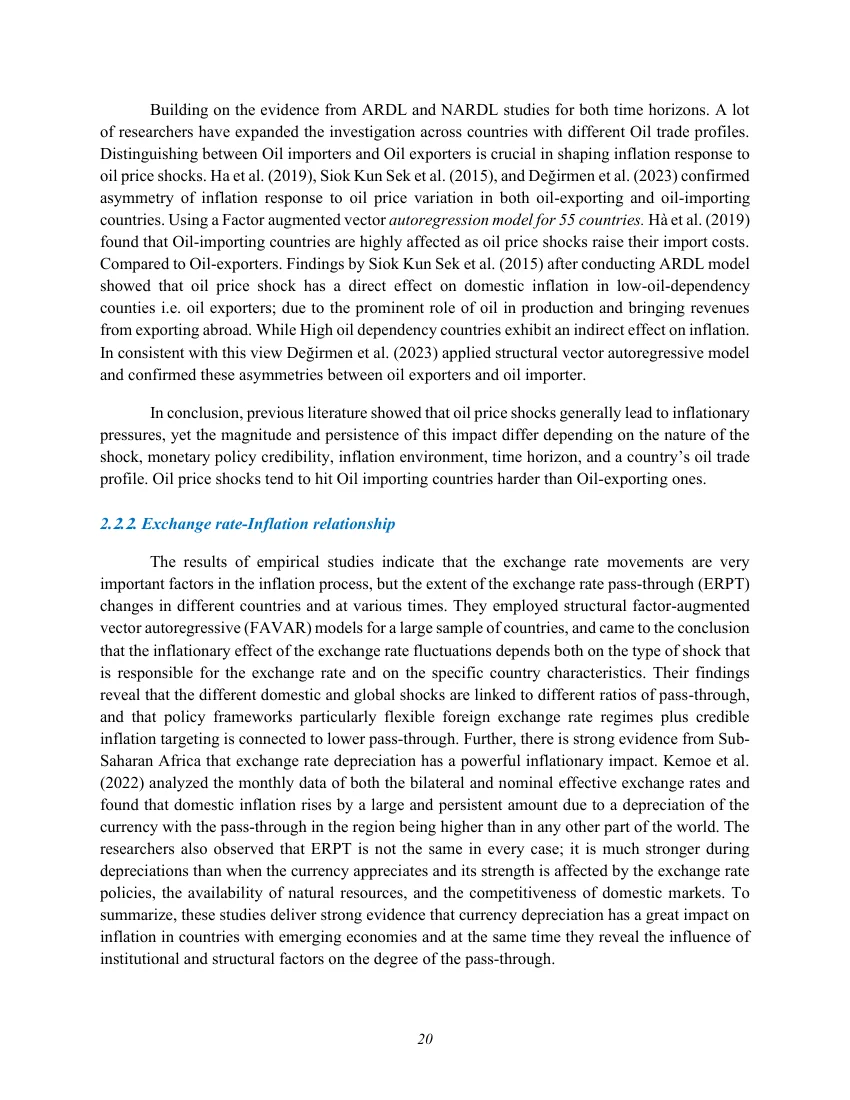 Building on the evidence from ARDL and NARDL studies for both time horizons. A lot
of researchers have expanded the investigation across countries with different Oil trade profiles.
Distinguishing between Oil importers and Oil exporters is crucial in shaping inflation response to
oil price shocks. Ha et al. (2019), Siok Kun Sek et al. (2015), and Değirmen et al. (2023) confirmed
asymmetry of inflation response to oil price variation in both oil-exporting and oil-importing
countries. Using a Factor augmented vector autoregression model for 55 countries. Hà et al. (2019)
found that Oil-importing countries are highly affected as oil price shocks raise their import costs.
Compared to Oil-exporters. Findings by Siok Kun Sek et al. (2015) after conducting ARDL model
showed that oil price shock has a direct effect on domestic inflation in low-oil-dependency
counties i.e. oil exporters; due to the prominent role of oil in production and bringing revenues
from exporting abroad. While High oil dependency countries exhibit an indirect effect on inflation.
In consistent with this view Değirmen et al. (2023) applied structural vector autoregressive model
and confirmed these asymmetries between oil exporters and oil importer.
In conclusion, previous literature showed that oil price shocks generally lead to inflationary
pressures, yet the magnitude and persistence of this impact differ depending on the nature of the
shock, monetary policy credibility, inflation environment, time horizon, and a country’s oil trade
profile. Oil price shocks tend to hit Oil importing countries harder than Oil-exporting ones.
2.2.2. Exchange rate-Inflation relationship
The results of empirical studies indicate that the exchange rate movements are very
important factors in the inflation process, but the extent of the exchange rate pass-through (ERPT)
changes in different countries and at various times. They employed structural factor-augmented
vector autoregressive (FAVAR) models for a large sample of countries, and came to the conclusion
that the inflationary effect of the exchange rate fluctuations depends both on the type of shock that
is responsible for the exchange rate and on the specific country characteristics. Their findings
reveal that the different domestic and global shocks are linked to different ratios of pass-through,
and that policy frameworks particularly flexible foreign exchange rate regimes plus credible
inflation targeting is connected to lower pass-through. Further, there is strong evidence from Sub-
Saharan Africa that exchange rate depreciation has a powerful inflationary impact. Kemoe et al.
(2022) analyzed the monthly data of both the bilateral and nominal effective exchange rates and
found that domestic inflation rises by a large and persistent amount due to a depreciation of the
currency with the pass-through in the region being higher than in any other part of the world. The
researchers also observed that ERPT is not the same in every case; it is much stronger during
depreciations than when the currency appreciates and its strength is affected by the exchange rate
policies, the availability of natural resources, and the competitiveness of domestic markets. To
summarize, these studies deliver strong evidence that currency depreciation has a great impact on
inflation in countries with emerging economies and at the same time they reveal the influence of
institutional and structural factors on the degree of the pass-through.
20